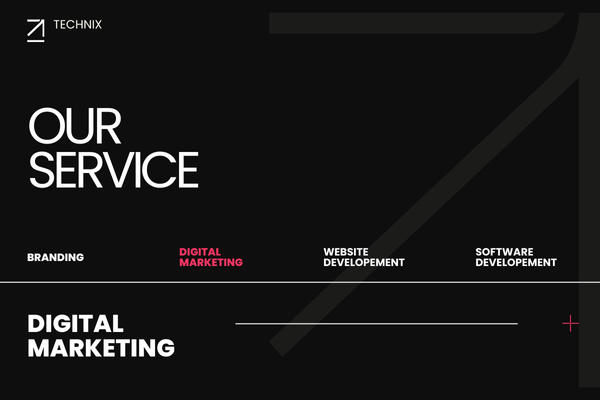 TECHNIX
OUR
SERVICE
BRANDING
DIGITAL
MARKETING
WEBSITE
DEVELOPEMENT
SOFTWARE
DEVELOPEMENT
DIGITAL
MARKETING